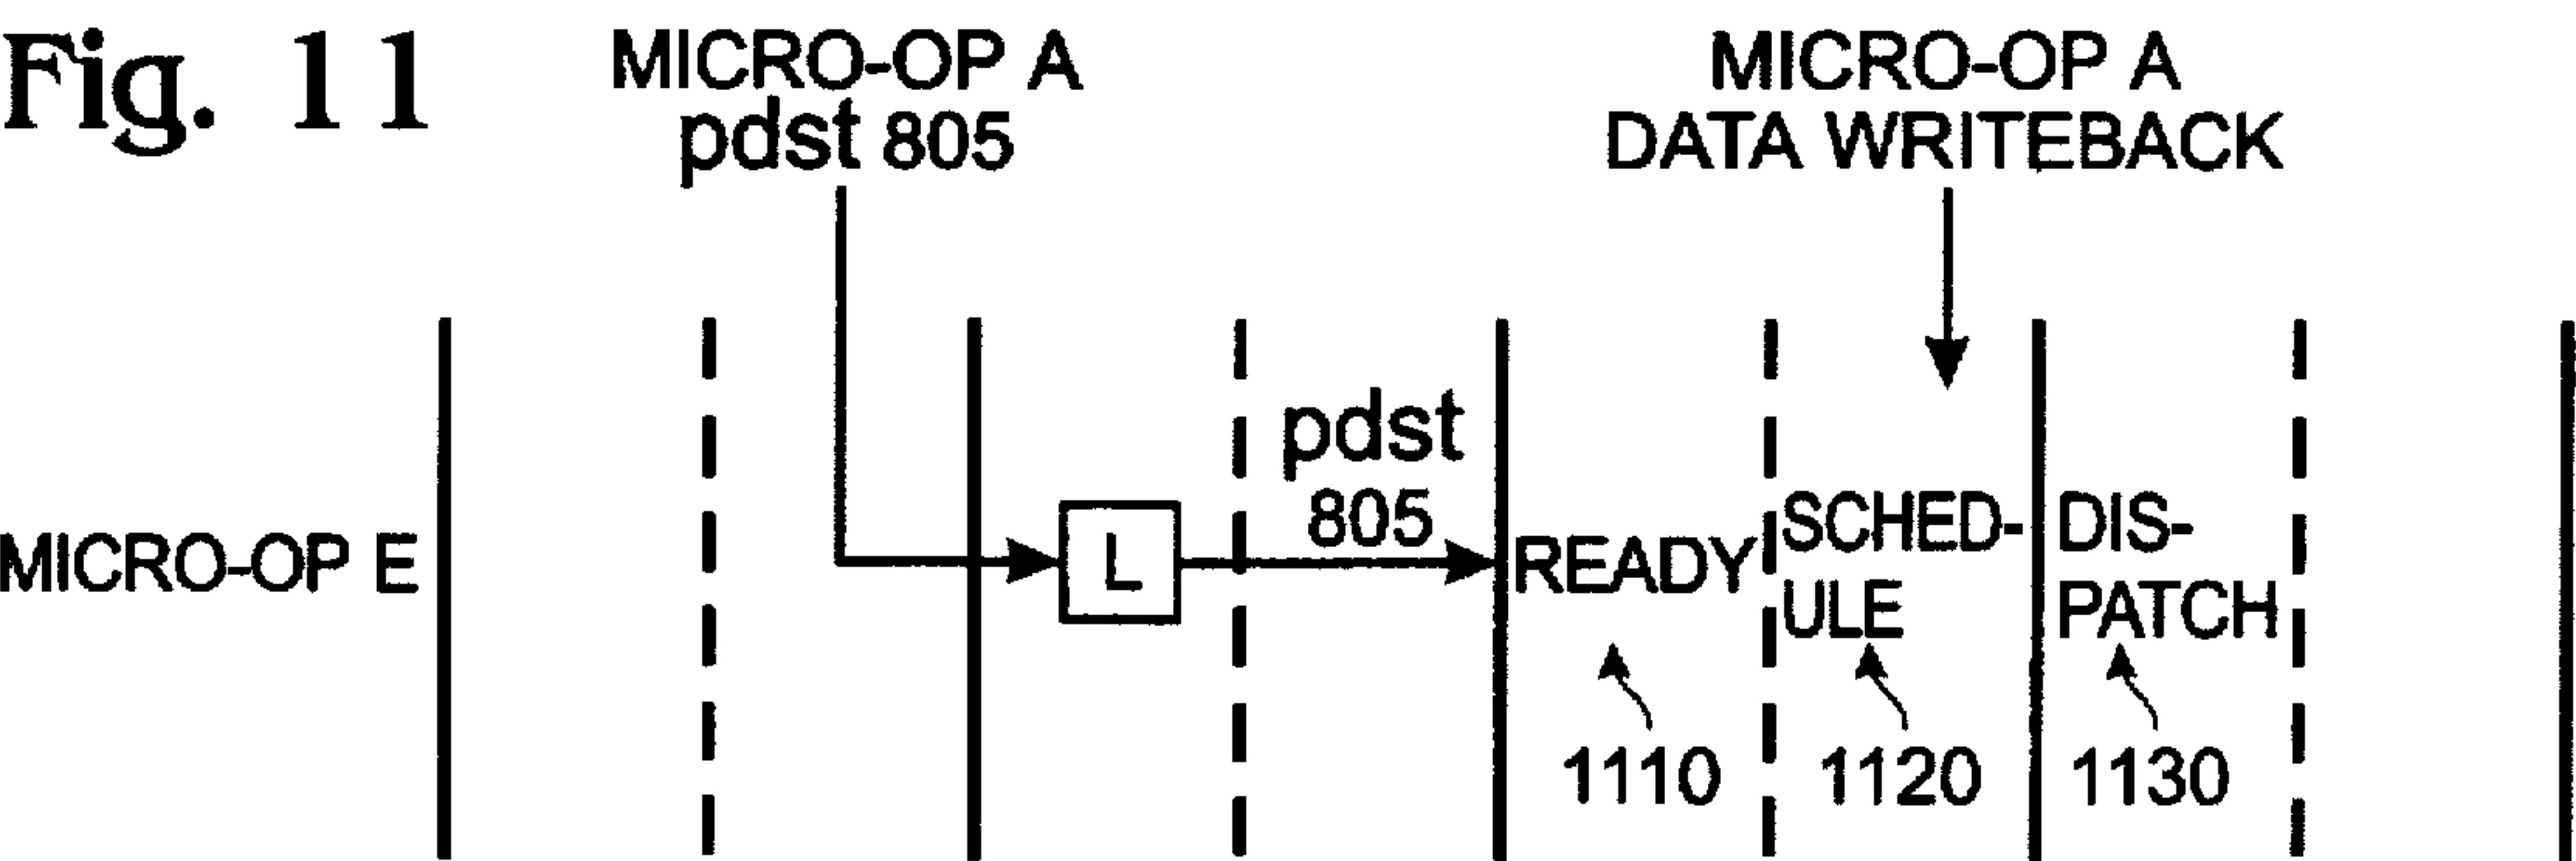 Fig. 11
MICRO-OP A
pdst 805
MICRO-OP A
DATA WRITEBACK
MICRO-OP E
L
pdst
805
READY
SCHED-
ULE
DIS-
PATCH
1110
1120
1130